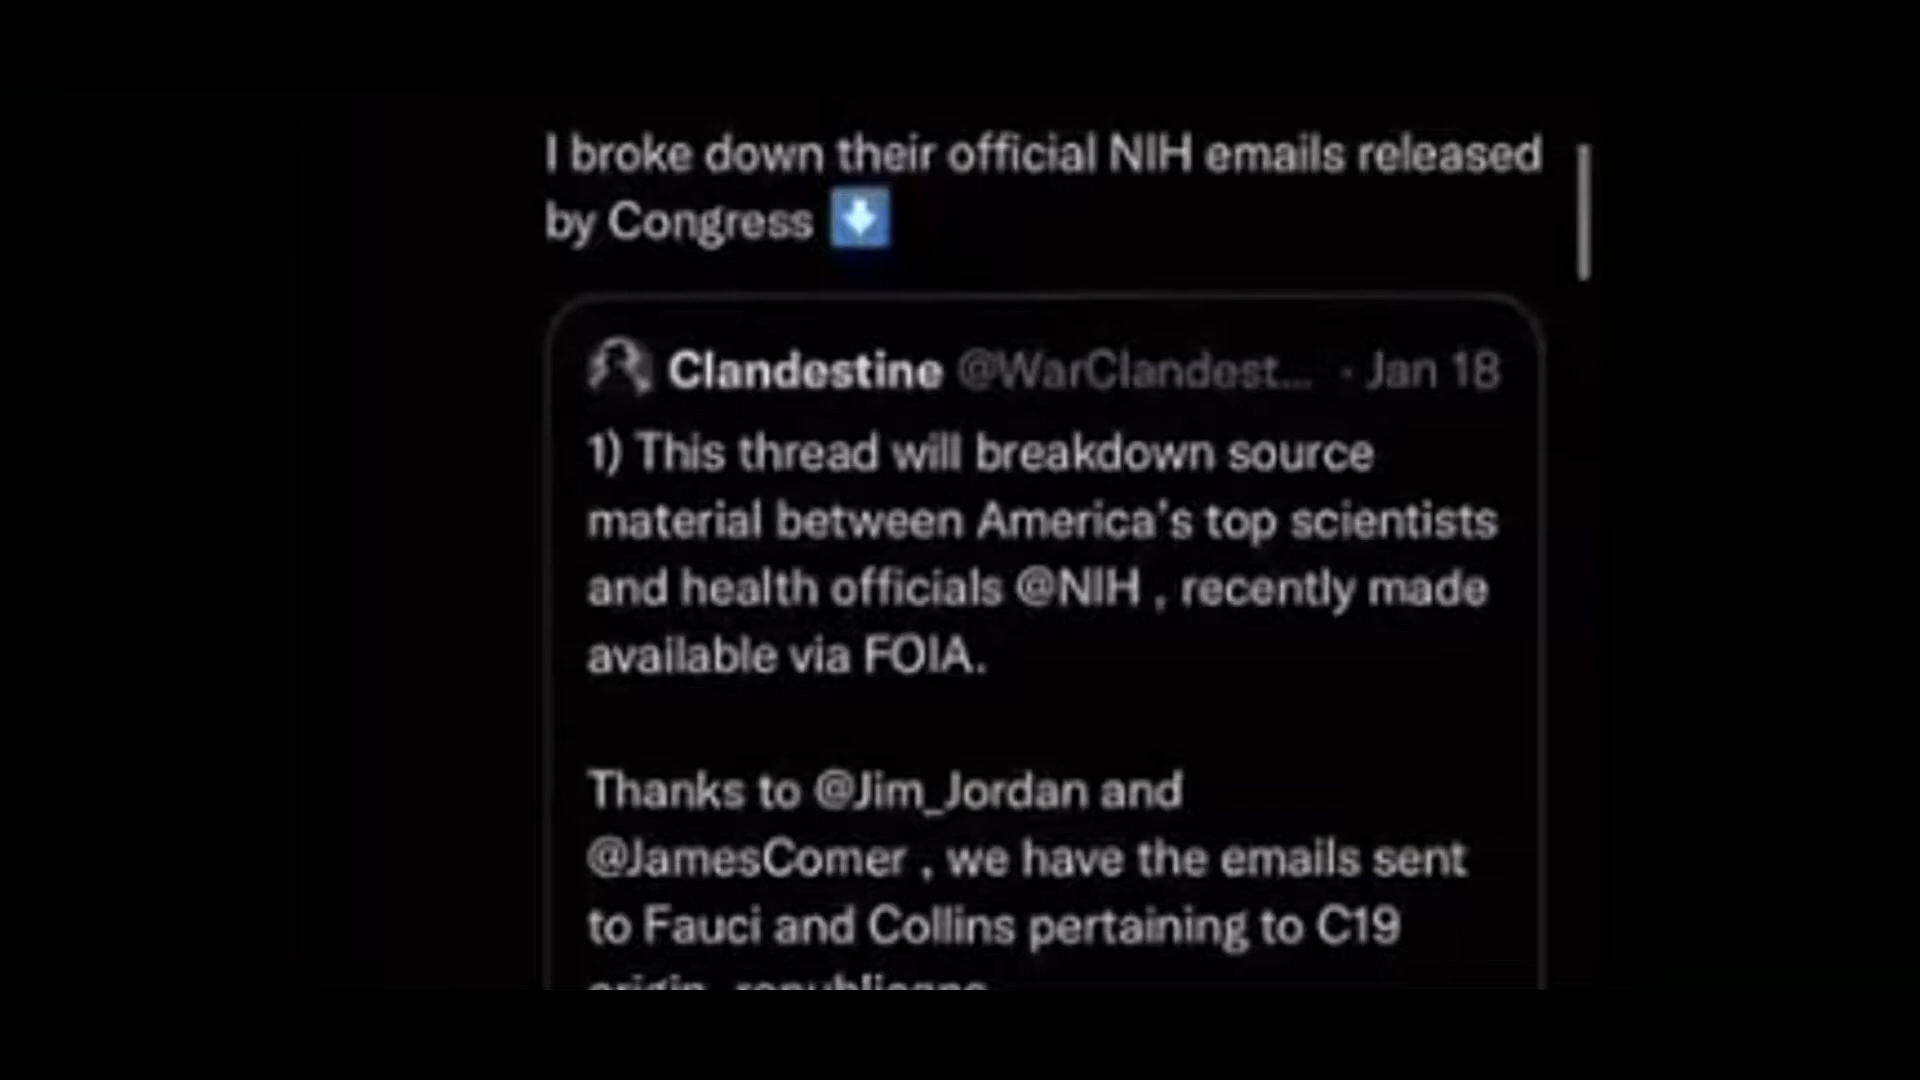 I broke down their official NIH emails released
by Congress ⬇️
Clandestine @WarClandest... · Jan 18
1) This thread will breakdown source
material between America's top scientists
and health officials @NIH , recently made
available via FOIA.
Thanks to @Jim_Jordan and
@JamesComer , we have the emails sent
to Fauci and Collins pertaining to C19